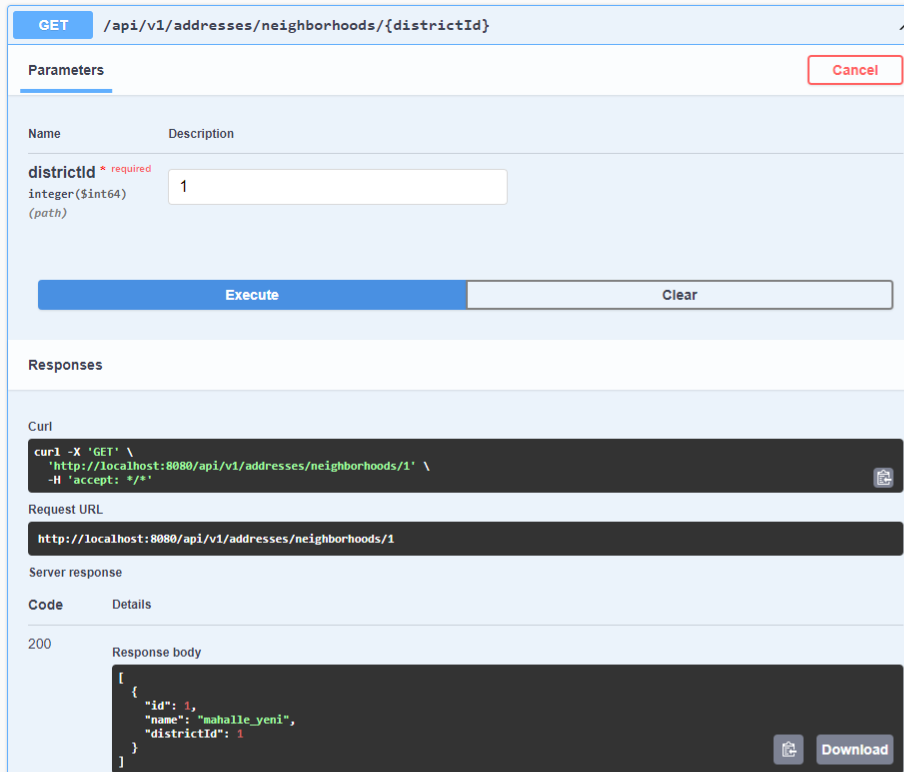 GET /api/v1/addresses/neighborhoods/{districtId}
Parameters
Cancel
Name Description
districtId * required
integer($int64)
(path)
1
Execute Clear
Responses
Curl
curl -X 'GET' \
'http://localhost:8080/api/v1/addresses/neighborhoods/1' \
-H 'accept: */*'
Request URL
http://localhost:8080/api/v1/addresses/neighborhoods/1
Server response
Code Details
200
Response body
[
{
"id": 1,
"name": "mahalle_yeni",
"districtId": 1
}
]
Download